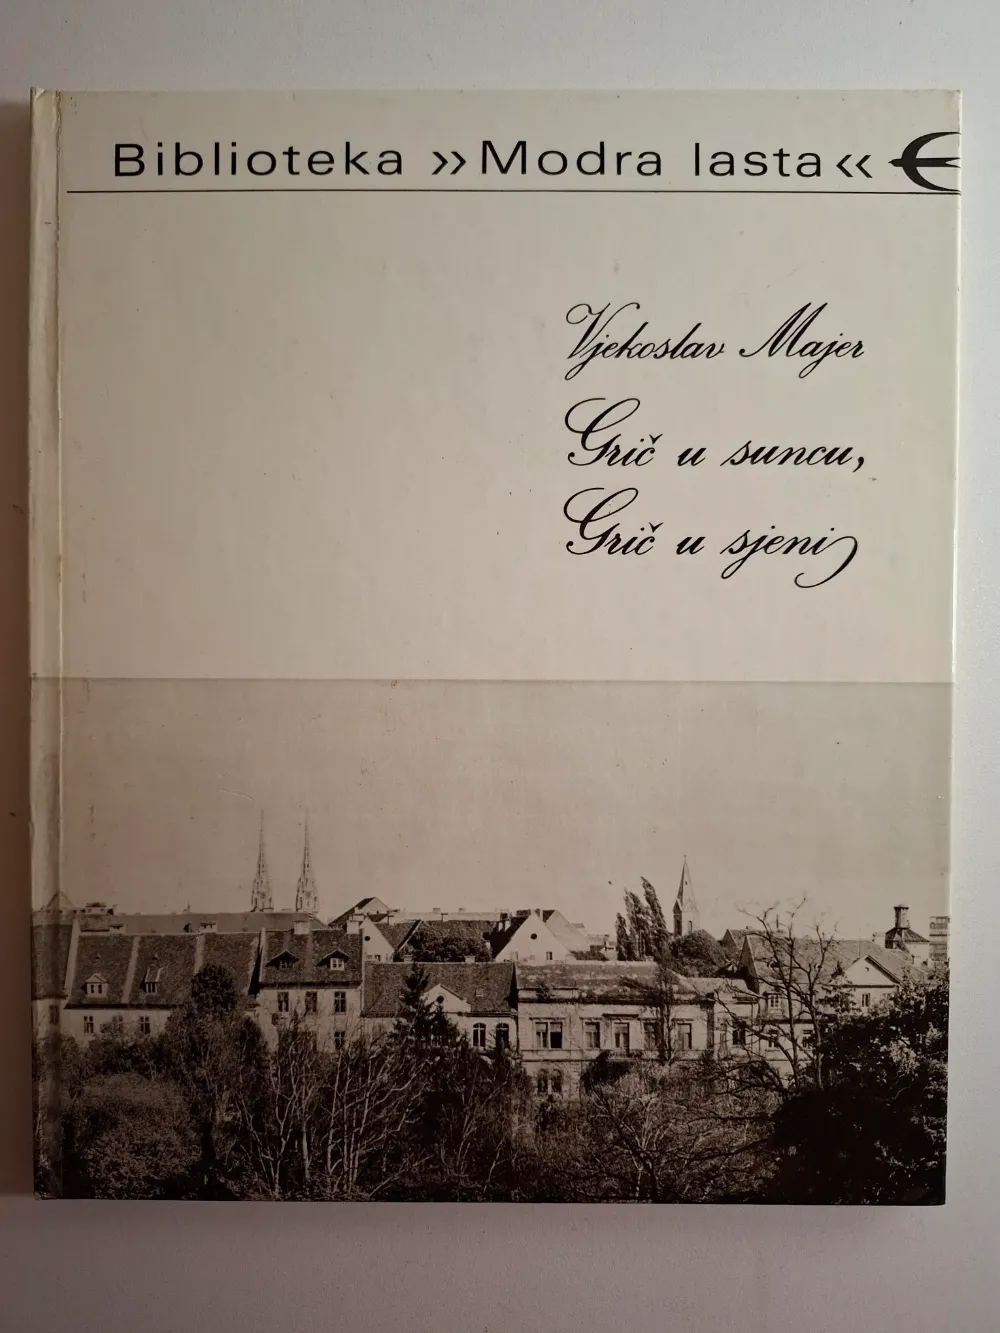 Biblioteka »Modra lasta«
Vjekoslav Majer
Grič u suncu,
Grič u sjeni